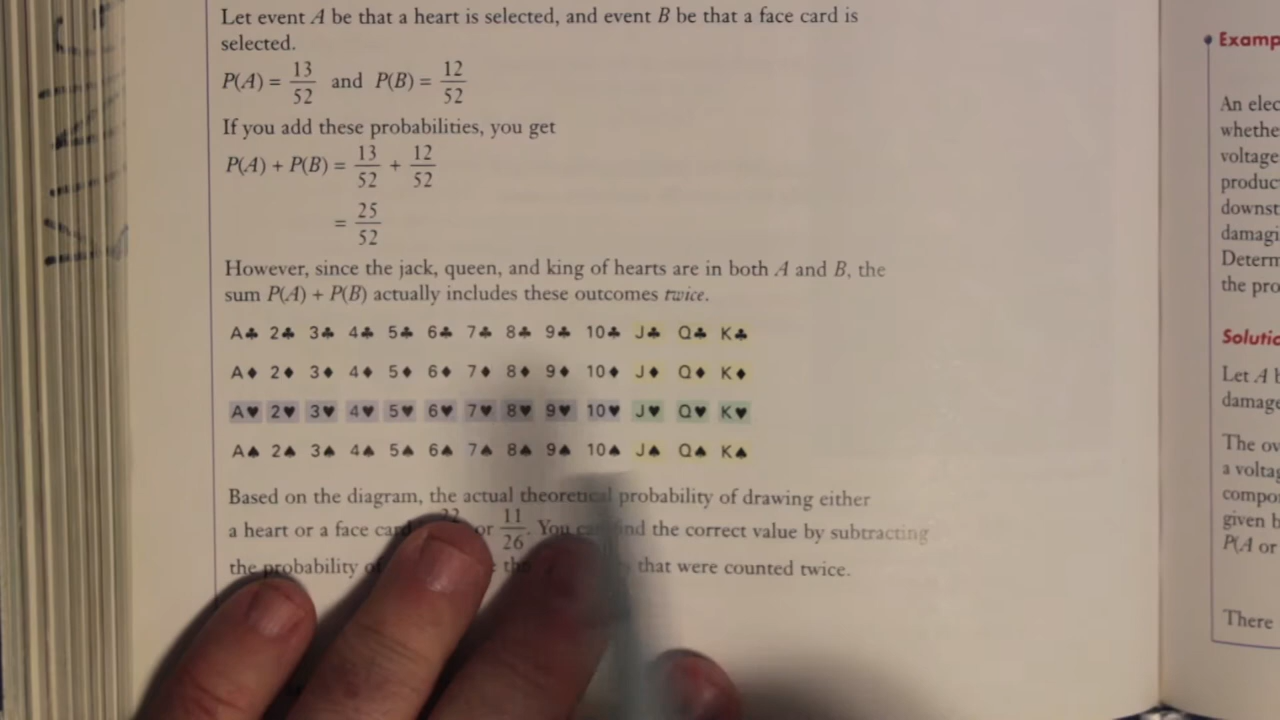 Let event A be that a heart is selected, and event B be that a face card is
selected.
P(A) = 13/52 and P(B) = 12/52
If you add these probabilities, you get
P(A) + P(B) = 13/52 + 12/52
= 25/52
However, since the jack, queen, and king of hearts are in both A and B, the
sum P(A) + P(B) actually includes these outcomes twice.
A♣ 2♣ 3♣ 4♣ 5♣ 6♣ 7♣ 8♣ 9♣ 10♣ J♣ Q♣ K♣
A♦ 2♦ 3♦ 4♦ 5♦ 6♦ 7♦ 8♦ 9♦ 10♦ J♦ Q♦ K♦
A♥ 2♥ 3♥ 4♥ 5♥ 6♥ 7♥ 8♥ 9♥ 10♥ J♥ Q♥ K♥
A♠ 2♠ 3♠ 4♠ 5♠ 6♠ 7♠ 8♠ 9♠ 10♠ J♠ Q♠ K♠
Based on the diagram, the actual theoretical probability of drawing either
a heart or a face or 11/26. You the correct value by subtracting
the probability that were counted twice.
Examp
An elec
whethe
voltage
produc
downst
damagi
Determ
the pro
Solutio
Let A b
damage
The ov
a voltag
compo
given b
P(A or
There